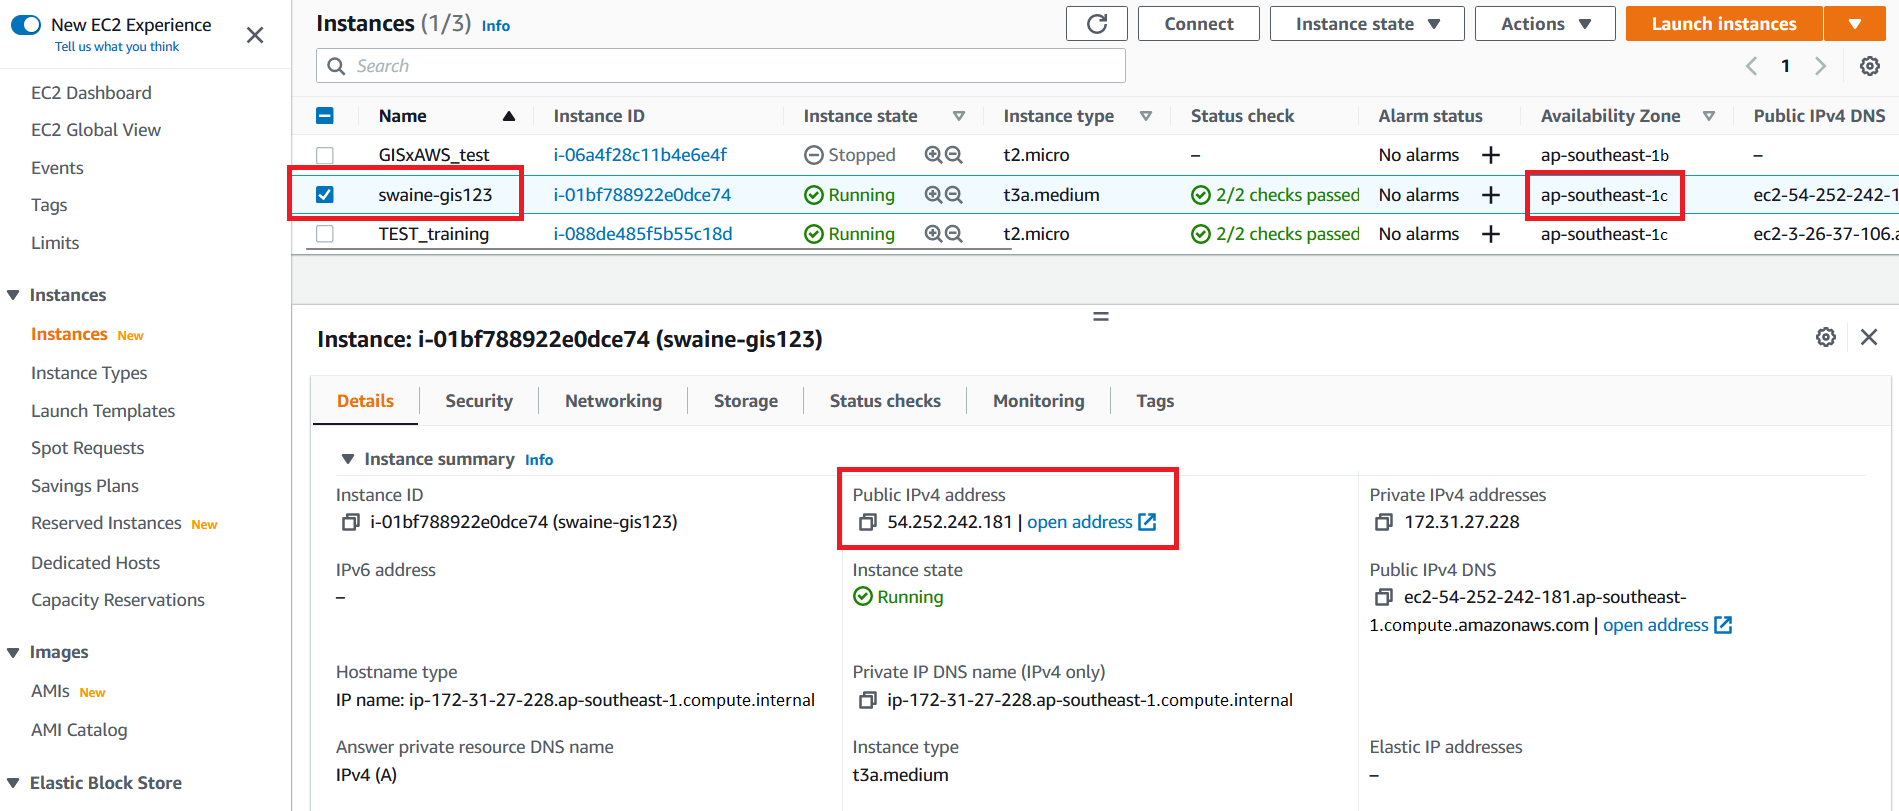 New EC2 Experience
Tell us what you think
EC2 Dashboard
EC2 Global View
Events
Tags
Limits
Instances
Instances New
Instance Types
Launch Templates
Spot Requests
Savings Plans
Reserved Instances New
Dedicated Hosts
Capacity Reservations
Images
AMIs New
AMI Catalog
Elastic Block Store
Instances (1/3) Info
Connect Instance state Actions Launch instances
Search
1
Name Instance ID Instance state Instance type Status check Alarm status Availability Zone Public IPv4 DNS
GISxAWS_test i-06a4f28c11b4e6e4f Stopped t2.micro – No alarms + ap-southeast-1b –
swaine-gis123 i-01bf788922e0dce74 Running t3a.medium 2/2 checks passed No alarms + ap-southeast-1c ec2-54-252-242-1
TEST_training i-088de485f5b55c18d Running t2.micro 2/2 checks passed No alarms + ap-southeast-1c ec2-3-26-37-106.a
Instance: i-01bf788922e0dce74 (swaine-gis123)
Details Security Networking Storage Status checks Monitoring Tags
Instance summary Info
Instance ID
i-01bf788922e0dce74 (swaine-gis123)
Public IPv4 address
54.252.242.181 | open address
Private IPv4 addresses
172.31.27.228
IPv6 address
–
Instance state
Running
Public IPv4 DNS
ec2-54-252-242-181.ap-southeast-
1.compute.amazonaws.com | open address
Hostname type
IP name: ip-172-31-27-228.ap-southeast-1.compute.internal
Private IP DNS name (IPv4 only)
ip-172-31-27-228.ap-southeast-1.compute.internal
Answer private resource DNS name
IPv4 (A)
Instance type
t3a.medium
Elastic IP addresses
–